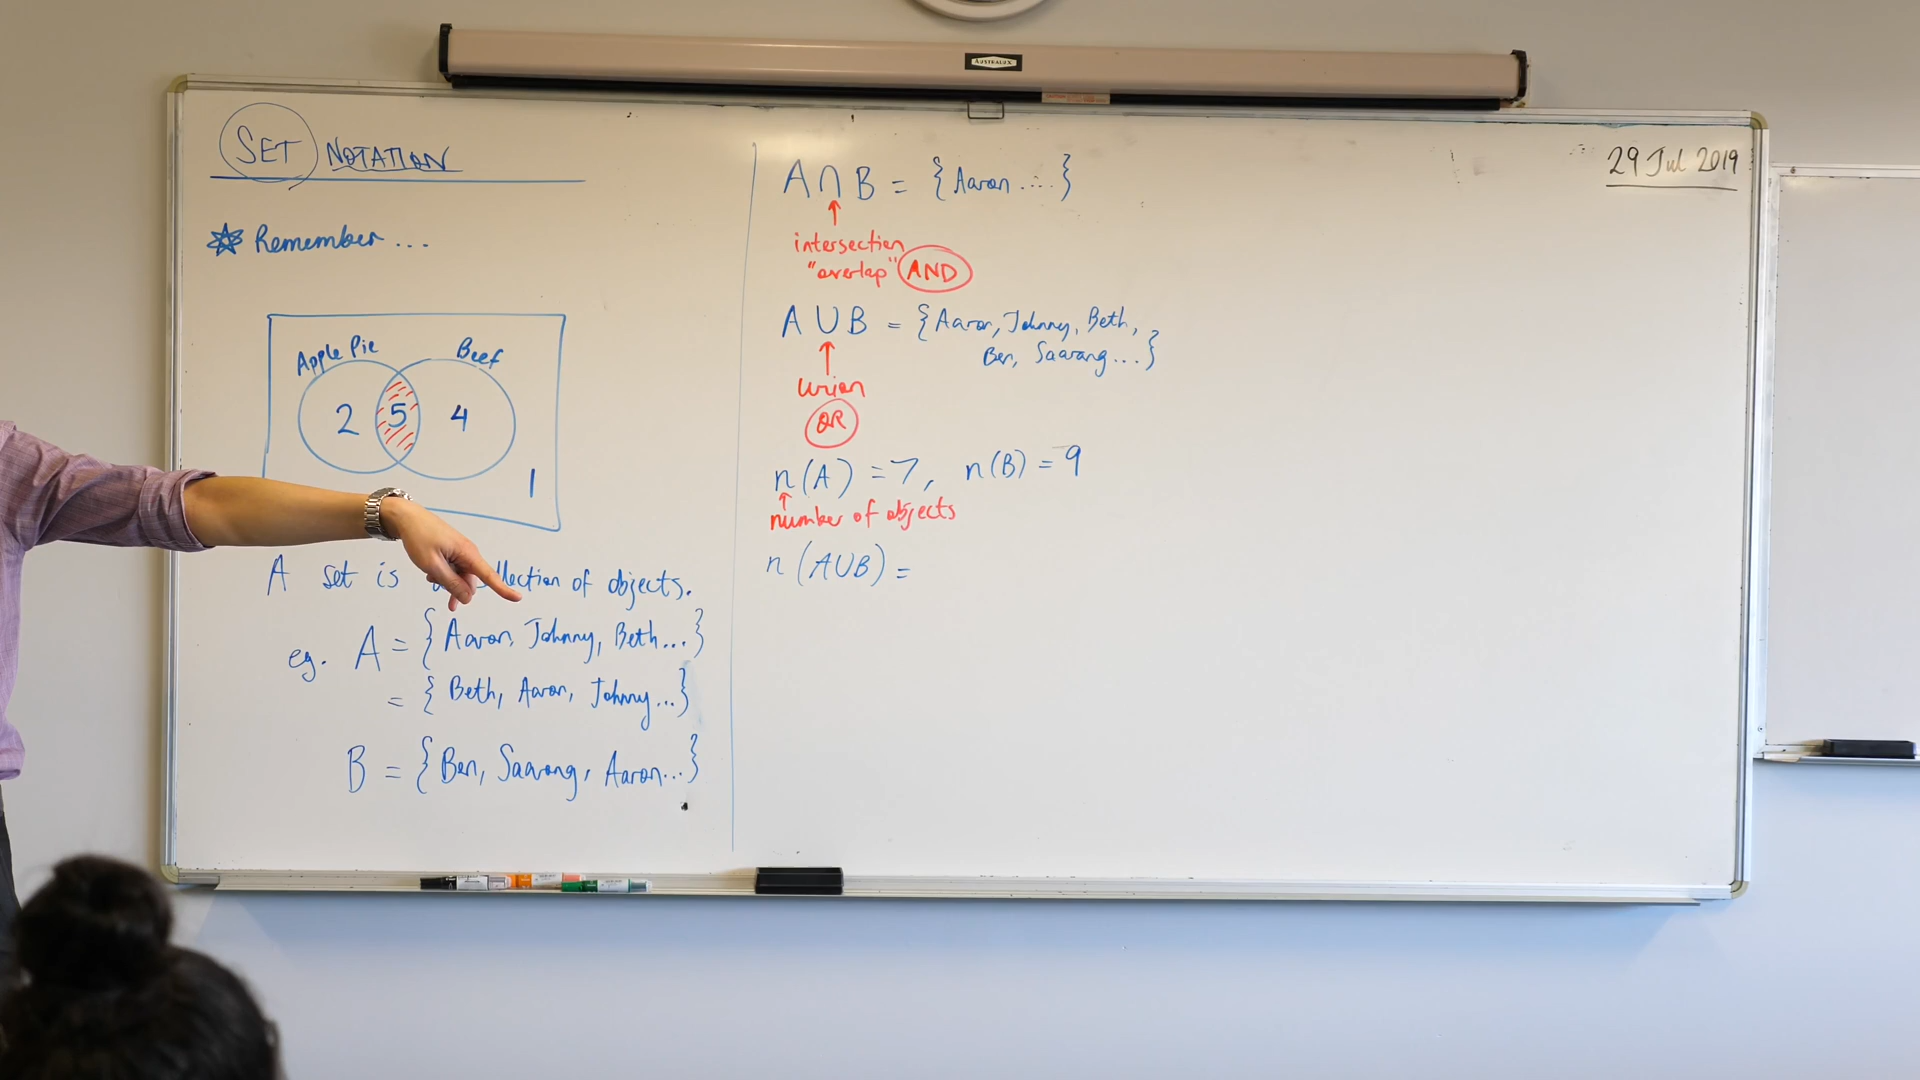 AUSTRALEX
SET NOTATION
Remember ...
Apple Pie Beef
2 5 4
1
A set is collection of objects.
eg. A = {Aaron, Johnny, Beth...}
= {Beth, Aaron, Johnny...}
B = {Ben, Saarang, Aaron...}
A∩B = {Aaron ....}
intersection
"overlap" AND
A∪B = {Aaron, Johnny, Beth,
Ben, Saarang ...}
union
OR
n(A) = 7, n(B) = 9
number of objects
n(A∪B) =
29 Jul 2019